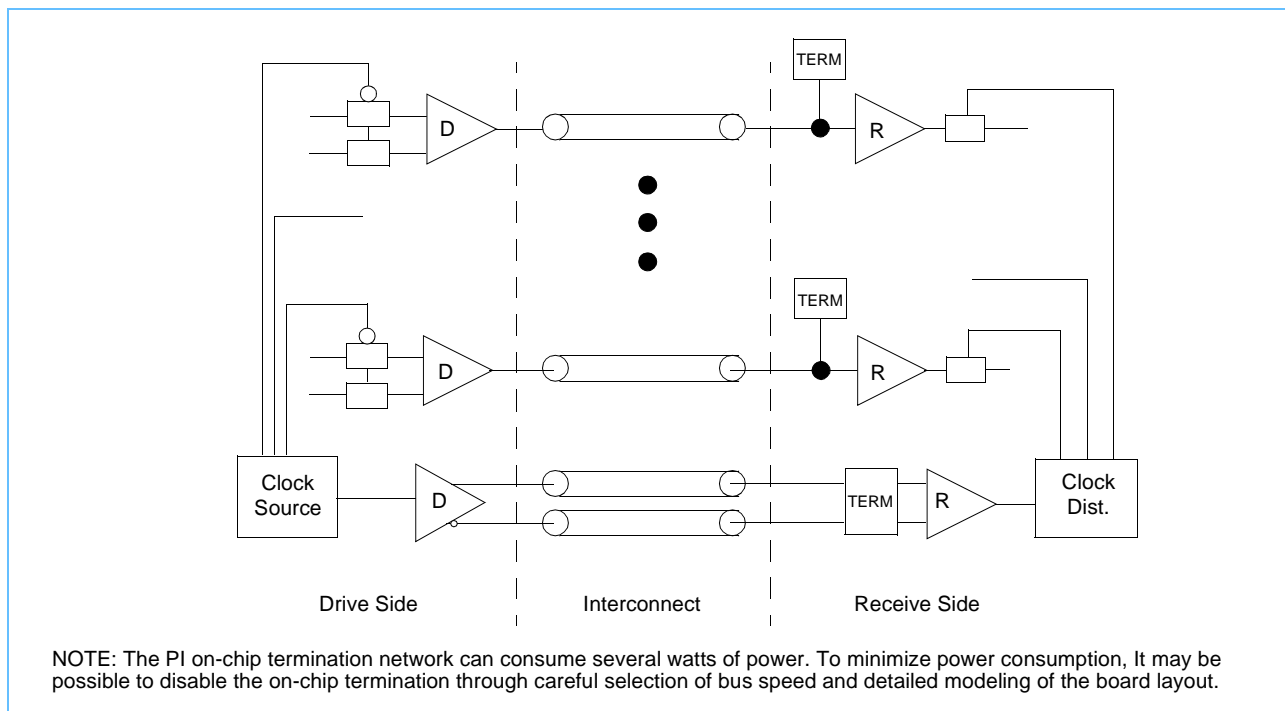 TERM
D
R
TERM
D
R
Clock
Source
D
TERM
R
Clock
Dist.
Drive Side
Interconnect
Receive Side
NOTE: The PI on-chip termination network can consume several watts of power. To minimize power consumption, It may be
possible to disable the on-chip termination through careful selection of bus speed and detailed modeling of the board layout.